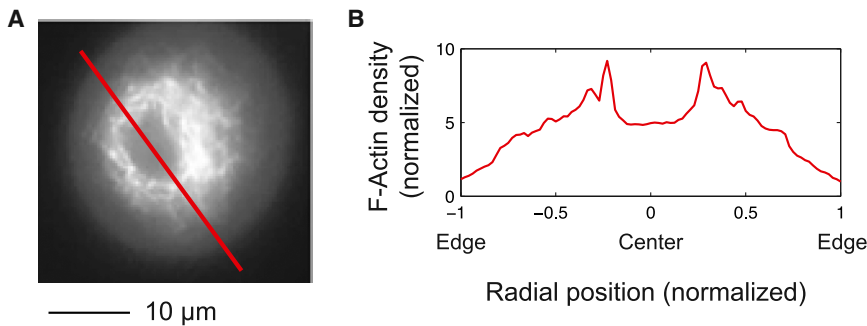 A
10 μm
B
F-Actin density
(normalized)
10
5
0
-1
-0.5
0
0.5
1
Edge
Center
Edge
Radial position (normalized)